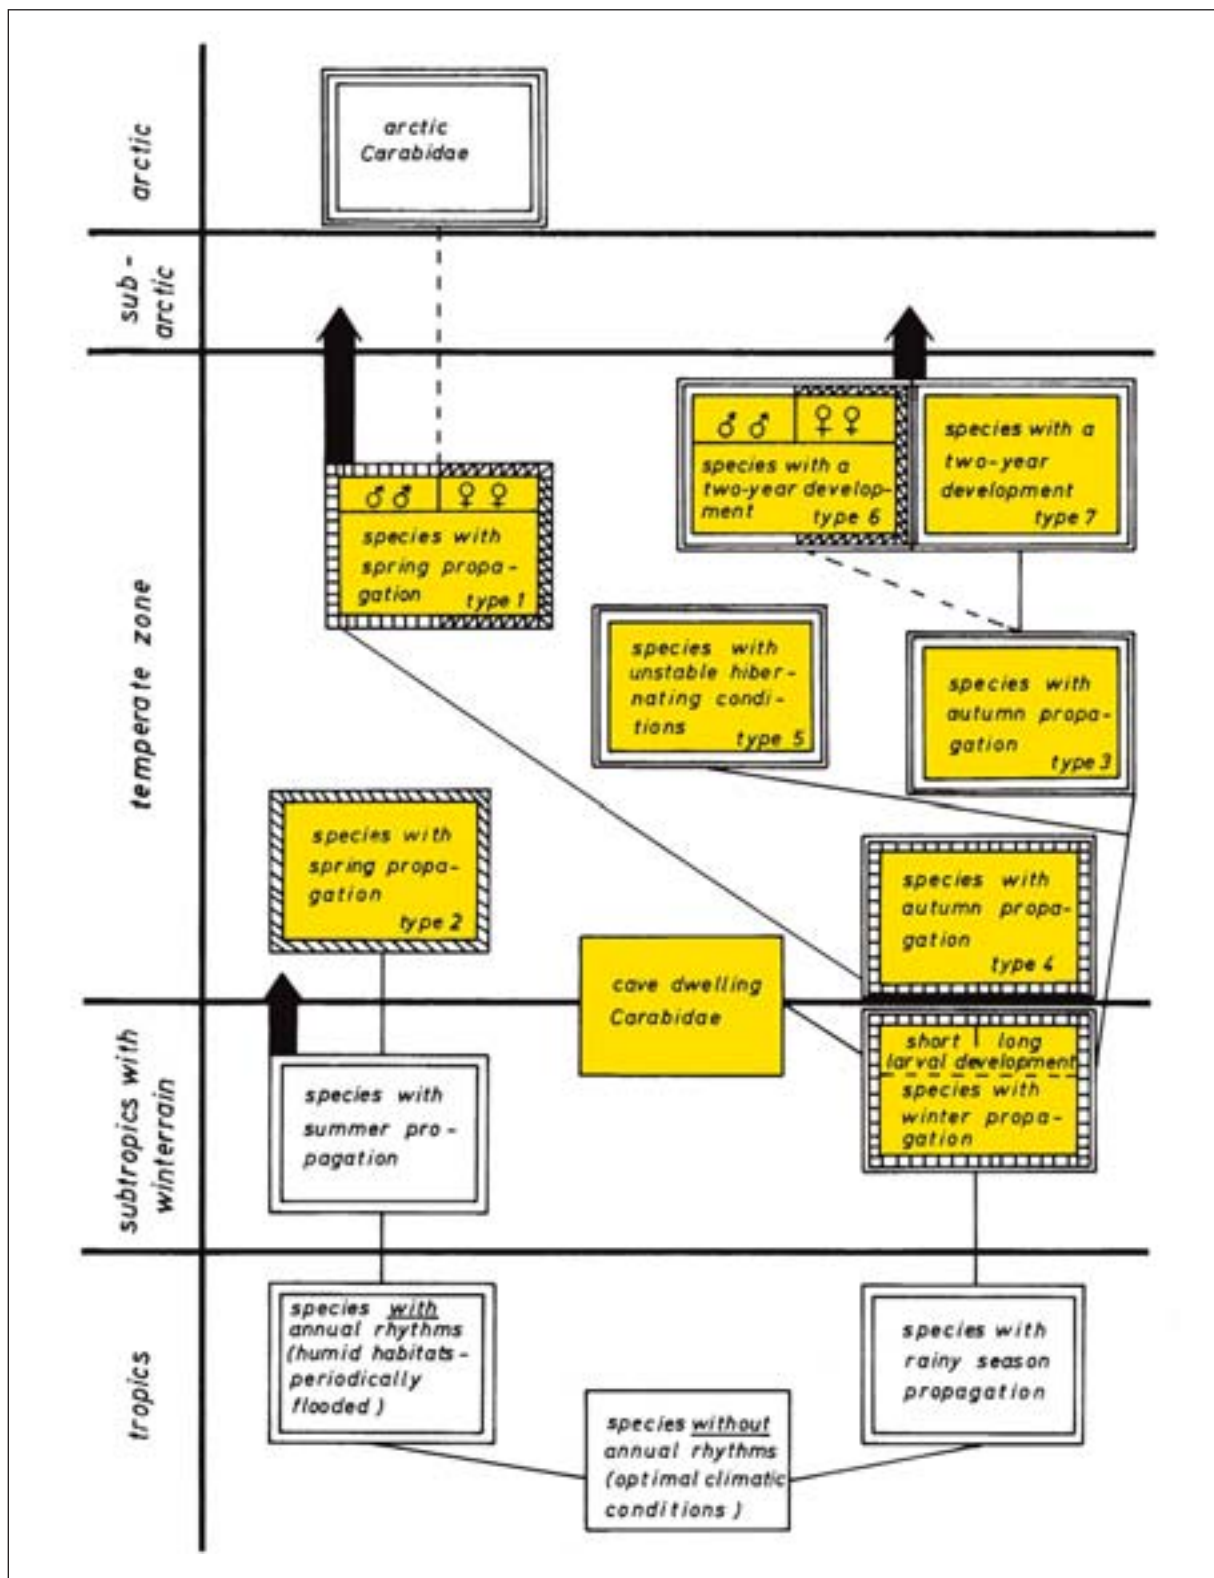 arctic
arctic
Carabidae
sub-
arctic
temperate zone
♂♂ ♀♀
species with a
two-year develop-
ment
type 6
species with a
two-year
development
type 7
♂♂ ♀♀
species with
spring propa-
gation
type 1
species with
unstable hiber-
nating condi-
tions
type 5
species with
autumn propa-
gation
type 3
species with
spring propa-
gation
type 2
species with
autumn propa-
gation
type 4
cave dwelling
Carabidae
subtropics with
winterrain
short long
larval development
species with
winter propa-
gation
species with
summer pro-
pagation
tropics
species with
annual rhythms
(humid habitats-
periodically
flooded)
species with
rainy season
propagation
species without
annual rhythms
(optimal climatic
conditions)